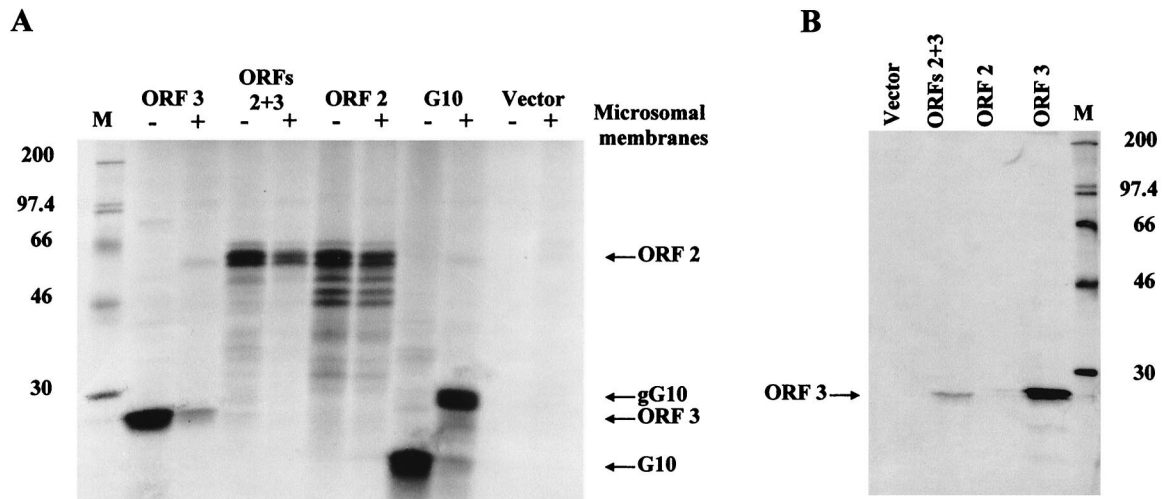 A
ORF 3
ORFs
2+3
ORF 2
G10
Vector
M
-
+
-
+
-
+
-
+
-
+
Microsomal
membranes
200
97.4
66
46
30
ORF 2
gG10
ORF 3
G10
B
Vector
ORFs 2+3
ORF 2
ORF 3
M
200
97.4
66
46
30
ORF 3